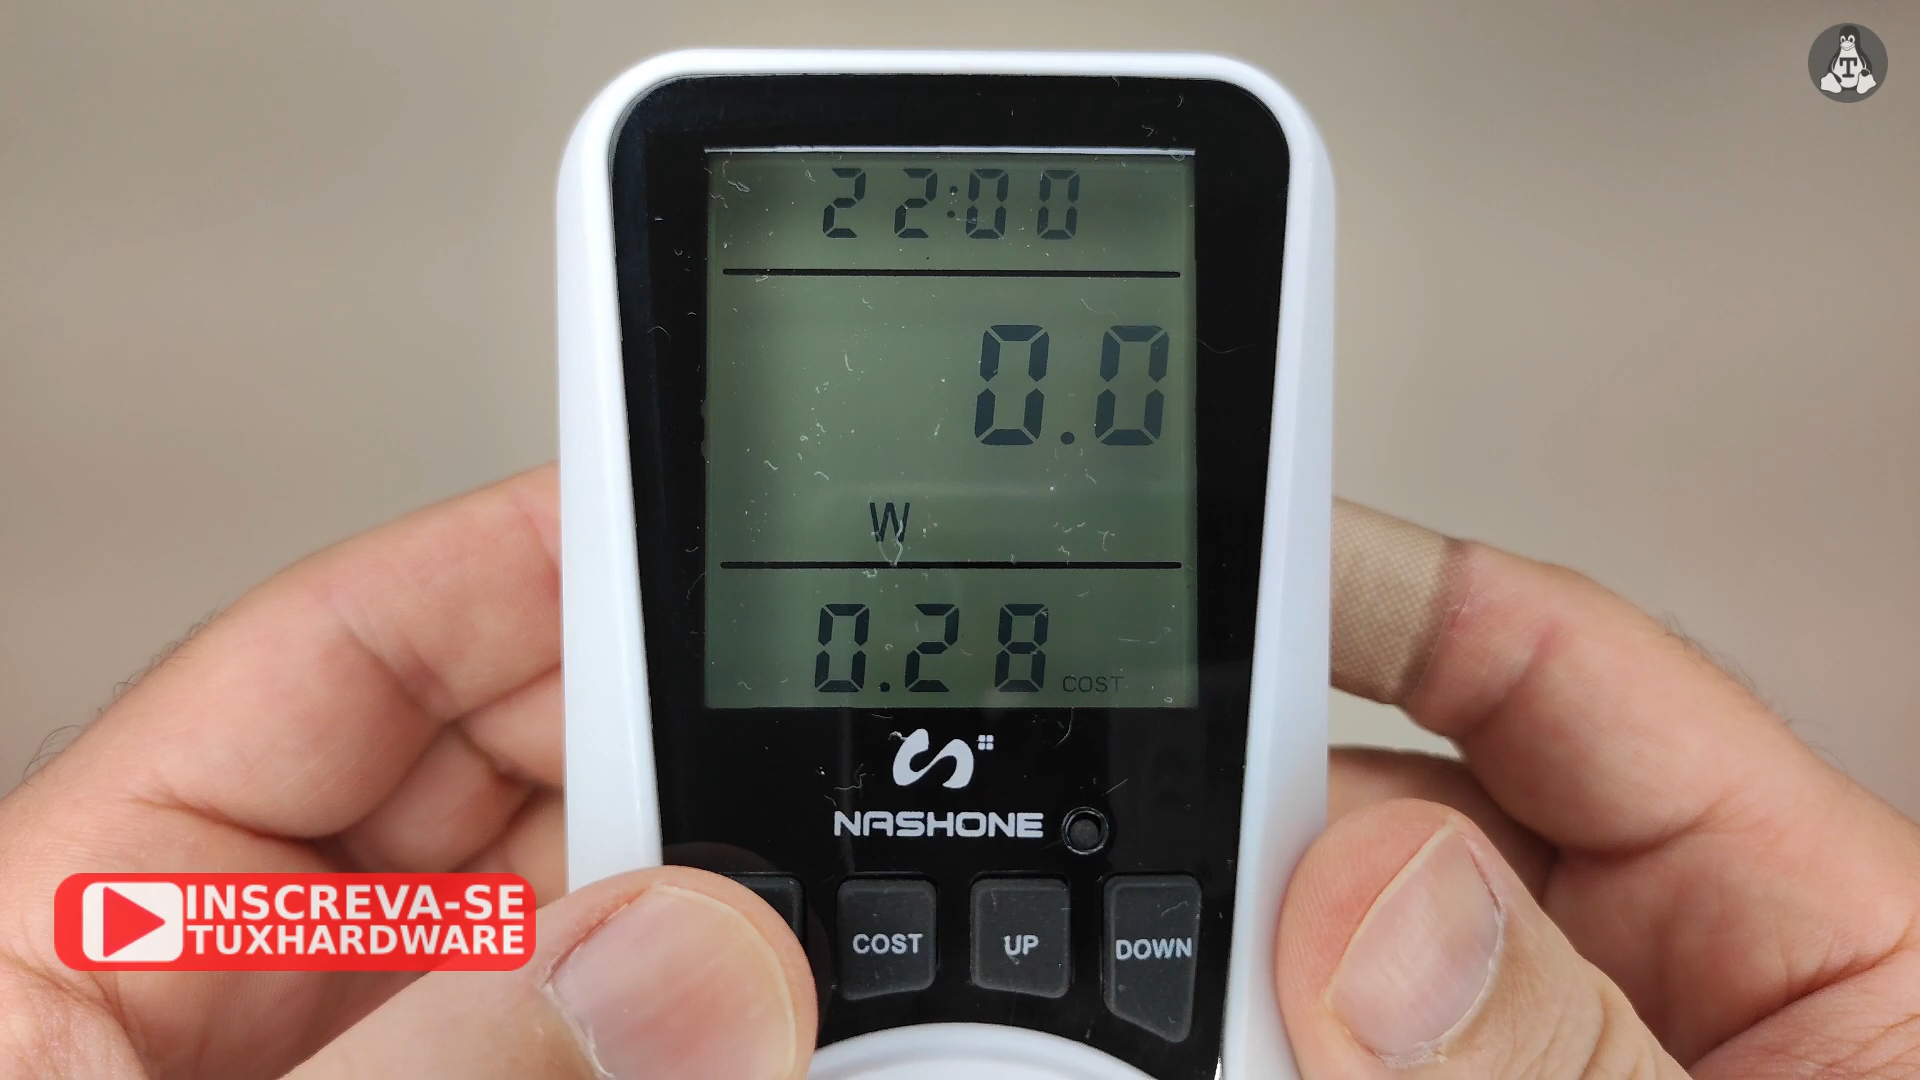 T
22:00
0.0
W
0.28 COST
NASHONE
COST UP DOWN
INSCREVA-SE
TUXHARDWARE